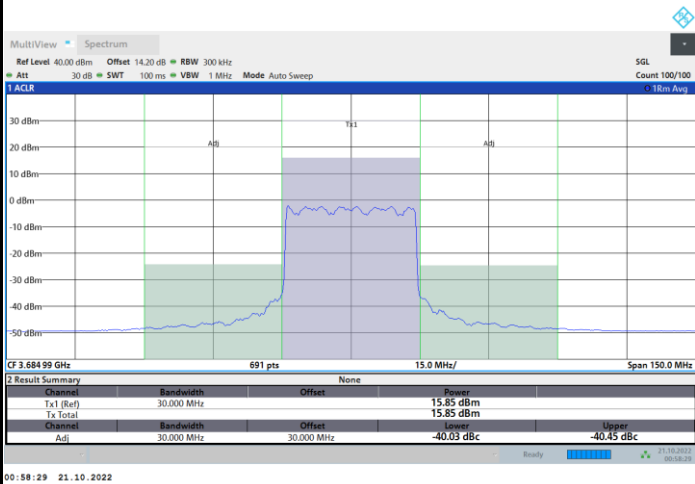 MultiView Spectrum
Ref Level 40.00 dBm Offset 14.20 dB RBW 300 kHz SGL
Att 30 dB SWT 100 ms VBW 1 MHz Mode Auto Sweep Count 100/100
1 ACLR 1Rm Avg
30 dBm
Tx1
20 dBm
Adj Adj
10 dBm
0 dBm
-10 dBm
-20 dBm
-30 dBm
-40 dBm
-50 dBm
CF 3.684 99 GHz 691 pts 15.0 MHz/ Span 150.0 MHz
2 Result Summary None
Channel Bandwidth Offset Power
Tx1 (Ref) 30.000 MHz 15.85 dBm
Tx Total 15.85 dBm
Channel Bandwidth Offset Lower Upper
Adj 30.000 MHz 30.000 MHz -40.03 dBc -40.45 dBc
Ready 21.10.2022
00:58:28
00:58:29 21.10.2022